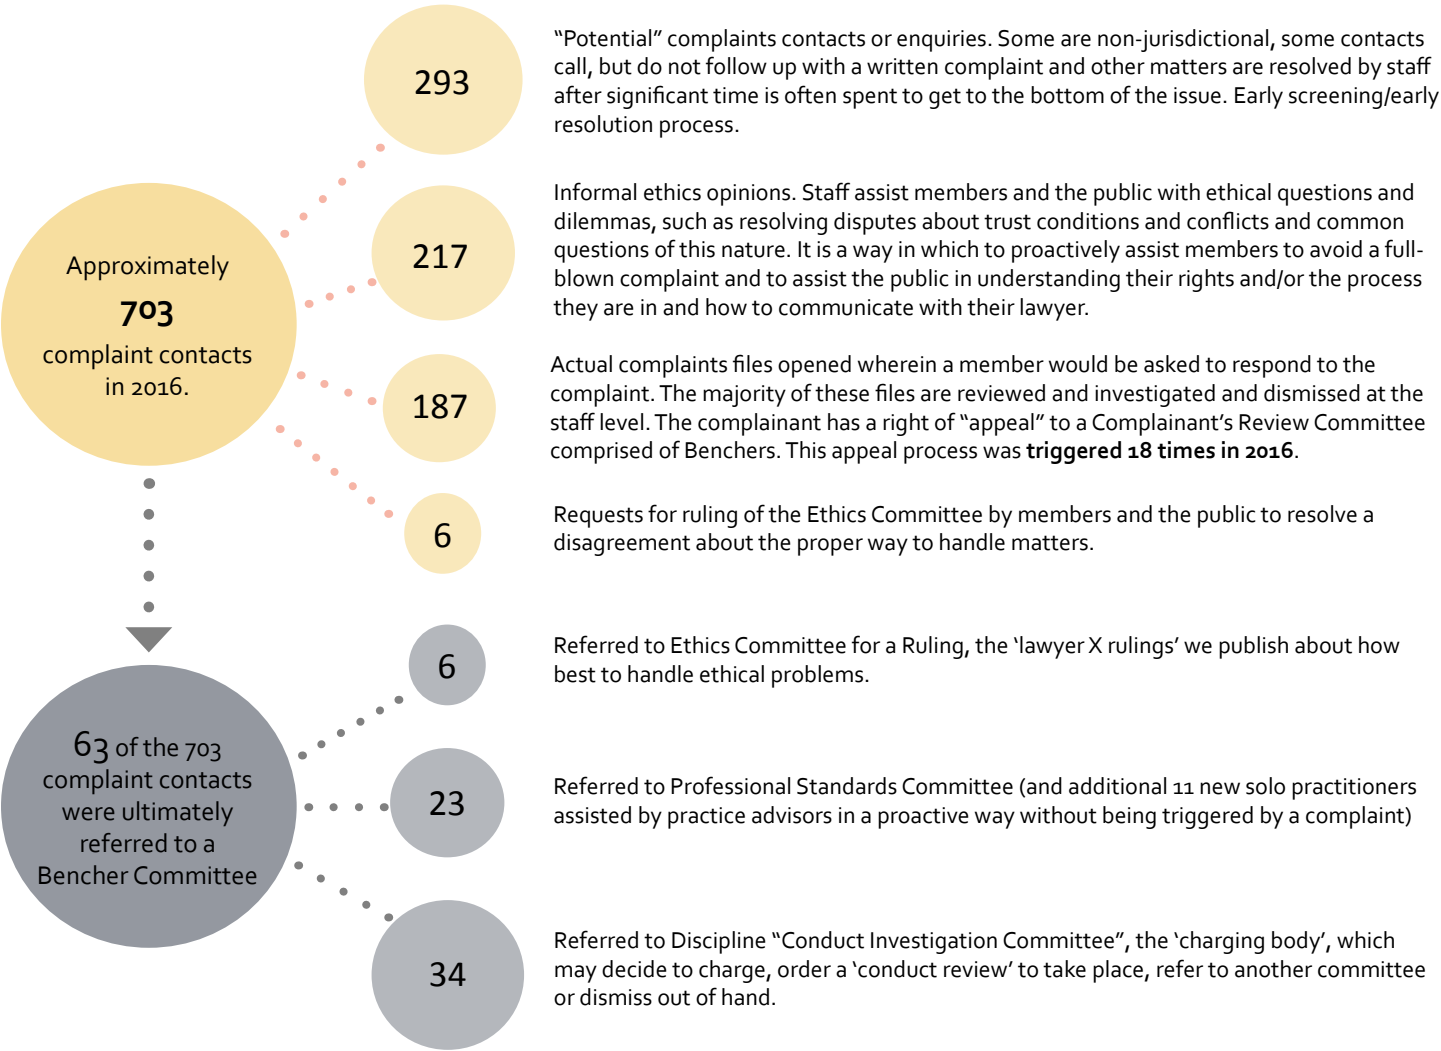 293
“Potential” complaints contacts or enquiries. Some are non-jurisdictional, some contacts
call, but do not follow up with a written complaint and other matters are resolved by staff
after significant time is often spent to get to the bottom of the issue. Early screening/early
resolution process.
Approximately
703
complaint contacts
in 2016.
217
Informal ethics opinions. Staff assist members and the public with ethical questions and
dilemmas, such as resolving disputes about trust conditions and conflicts and common
questions of this nature. It is a way in which to proactively assist members to avoid a full-
blown complaint and to assist the public in understanding their rights and/or the process
they are in and how to communicate with their lawyer.
187
Actual complaints files opened wherein a member would be asked to respond to the
complaint. The majority of these files are reviewed and investigated and dismissed at the
staff level. The complainant has a right of “appeal” to a Complainant’s Review Committee
comprised of Benchers. This appeal process was triggered 18 times in 2016.
6
Requests for ruling of the Ethics Committee by members and the public to resolve a
disagreement about the proper way to handle matters.
63 of the 703
complaint contacts
were ultimately
referred to a
Bencher Committee
6
Referred to Ethics Committee for a Ruling, the ‘lawyer X rulings’ we publish about how
best to handle ethical problems.
23
Referred to Professional Standards Committee (and additional 11 new solo practitioners
assisted by practice advisors in a proactive way without being triggered by a complaint)
34
Referred to Discipline “Conduct Investigation Committee”, the ‘charging body’, which
may decide to charge, order a ‘conduct review’ to take place, refer to another committee
or dismiss out of hand.